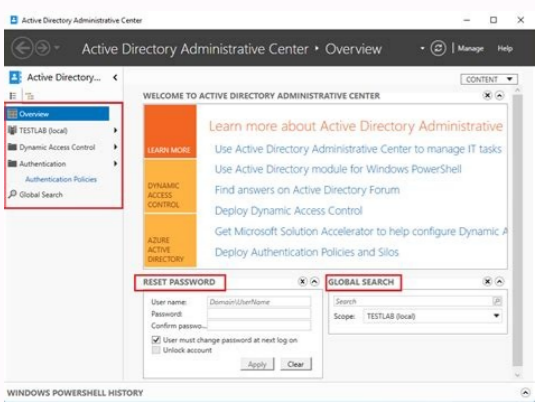 Active Directory Administrative Center
Active Directory Administrative Center • Overview
Manage
Help
Active Directory...
CONTENT
Overview
TESTLAB (local)
Dynamic Access Control
Authentication
Authentication Policies
Global Search
WELCOME TO ACTIVE DIRECTORY ADMINISTRATIVE CENTER
LEARN MORE
DYNAMIC
ACCESS
CONTROL
AZURE
ACTIVE
DIRECTORY
Learn more about Active Directory Administrative
Use Active Directory Administrative Center to manage IT tasks
Use Active Directory module for Windows PowerShell
Find answers on Active Directory Forum
Deploy Dynamic Access Control
Get Microsoft Solution Accelerator to help configure Dynamic A
Deploy Authentication Policies and Silos
RESET PASSWORD
User name:
Domain\UserName
Password:
Confirm passwo...
User must change password at next log on
Unlock account
Apply
Clear
GLOBAL SEARCH
Search
Scope:
TESTLAB (local)
WINDOWS POWERSHELL HISTORY